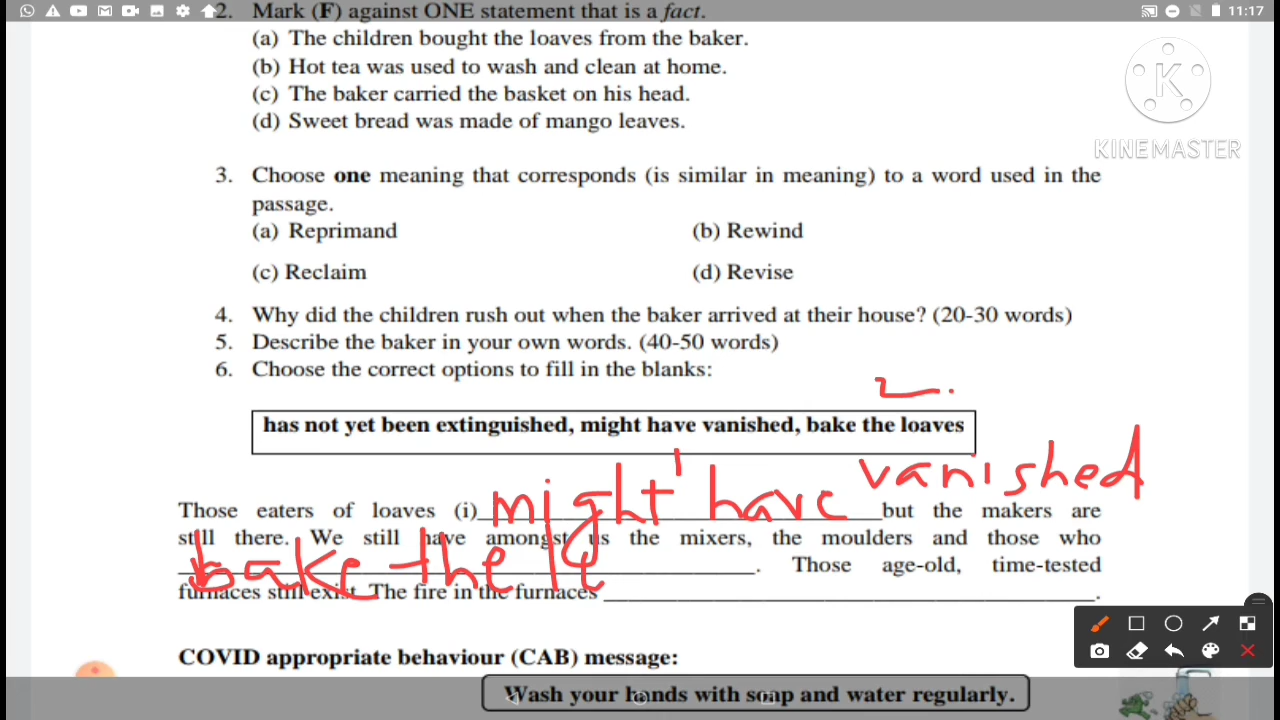 11:17
2. Mark (F) against ONE statement that is a fact.
(a) The children bought the loaves from the baker.
(b) Hot tea was used to wash and clean at home.
(c) The baker carried the basket on his head.
(d) Sweet bread was made of mango leaves.
K
KINEMASTER
3. Choose one meaning that corresponds (is similar in meaning) to a word used in the
passage.
(a) Reprimand (b) Rewind
(c) Reclaim (d) Revise
4. Why did the children rush out when the baker arrived at their house? (20-30 words)
5. Describe the baker in your own words. (40-50 words)
6. Choose the correct options to fill in the blanks:
2
has not yet been extinguished, might have vanished, bake the loaves
1
might have vanished
Those eaters of loaves (i)____ but the makers are
still there. We still have amongst us the mixers, the moulders and those who
bake the le
____. Those age-old, time-tested
furnaces still exist. The fire in the furnaces ____.
COVID appropriate behaviour (CAB) message:
Wash your hands with soap and water regularly.